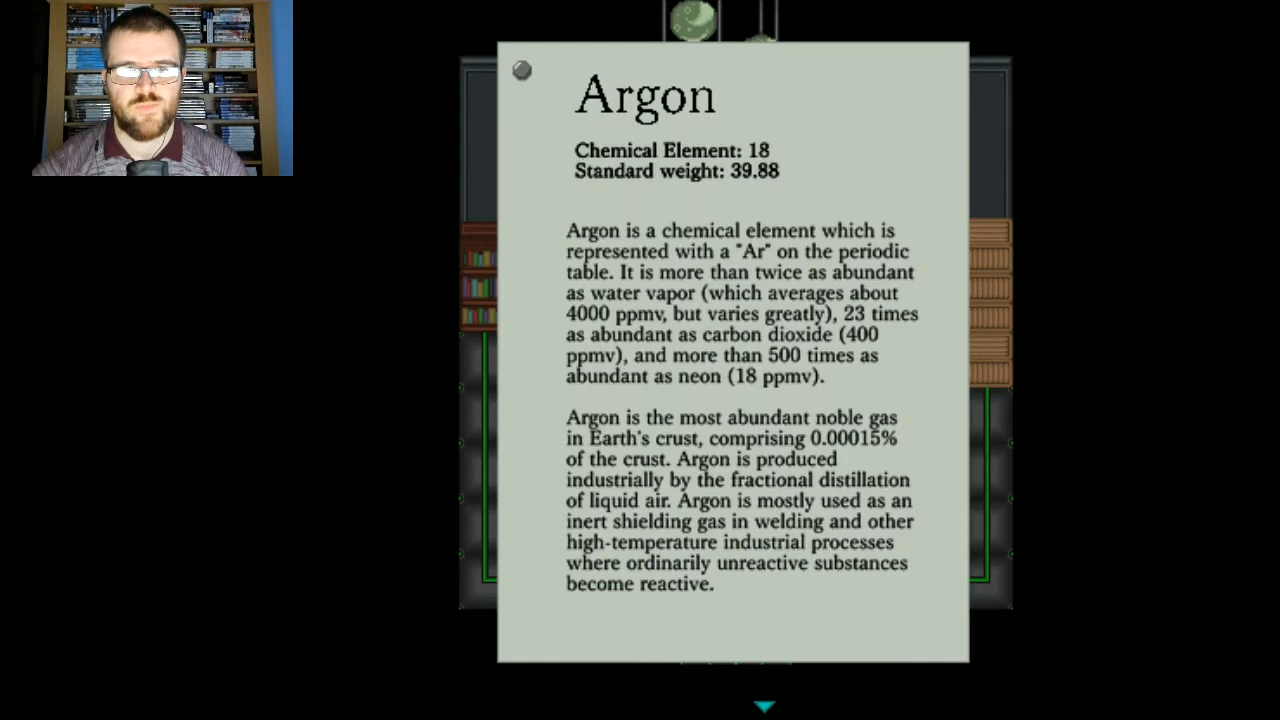 Argon
Chemical Element: 18
Standard weight: 39.88
Argon is a chemical element which is
represented with a "Ar" on the periodic
table. It is more than twice as abundant
as water vapor (which averages about
4000 ppmv, but varies greatly), 23 times
as abundant as carbon dioxide (400
ppmv), and more than 500 times as
abundant as neon (18 ppmv).
Argon is the most abundant noble gas
in Earth's crust, comprising 0.00015%
of the crust. Argon is produced
industrially by the fractional distillation
of liquid air. Argon is mostly used as an
inert shielding gas in welding and other
high-temperature industrial processes
where ordinarily unreactive substances
become reactive.